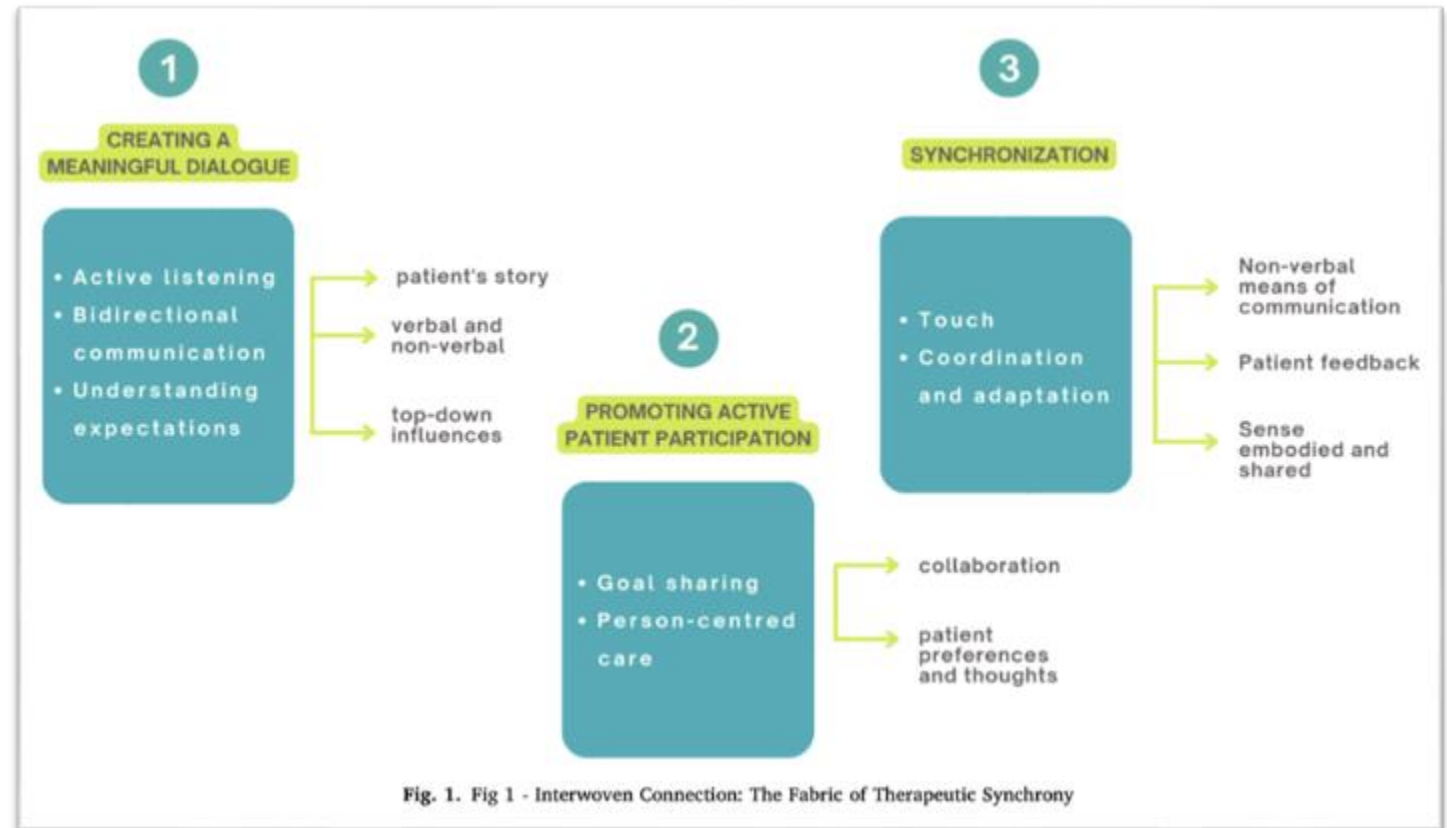 1
CREATING A
MEANINGFUL DIALOGUE
• Active listening
• Bidirectional
communication
• Understanding
expectations
patient's story
verbal and
non-verbal
top-down
influences
2
PROMOTING ACTIVE
PATIENT PARTICIPATION
• Goal sharing
• Person-centred
care
collaboration
patient
preferences
and thoughts
3
SYNCHRONIZATION
• Touch
• Coordination
and adaptation
Non-verbal
means of
communication
Patient feedback
Sense
embodied and
shared
Fig. 1. Fig 1 - Interwoven Connection: The Fabric of Therapeutic Synchrony